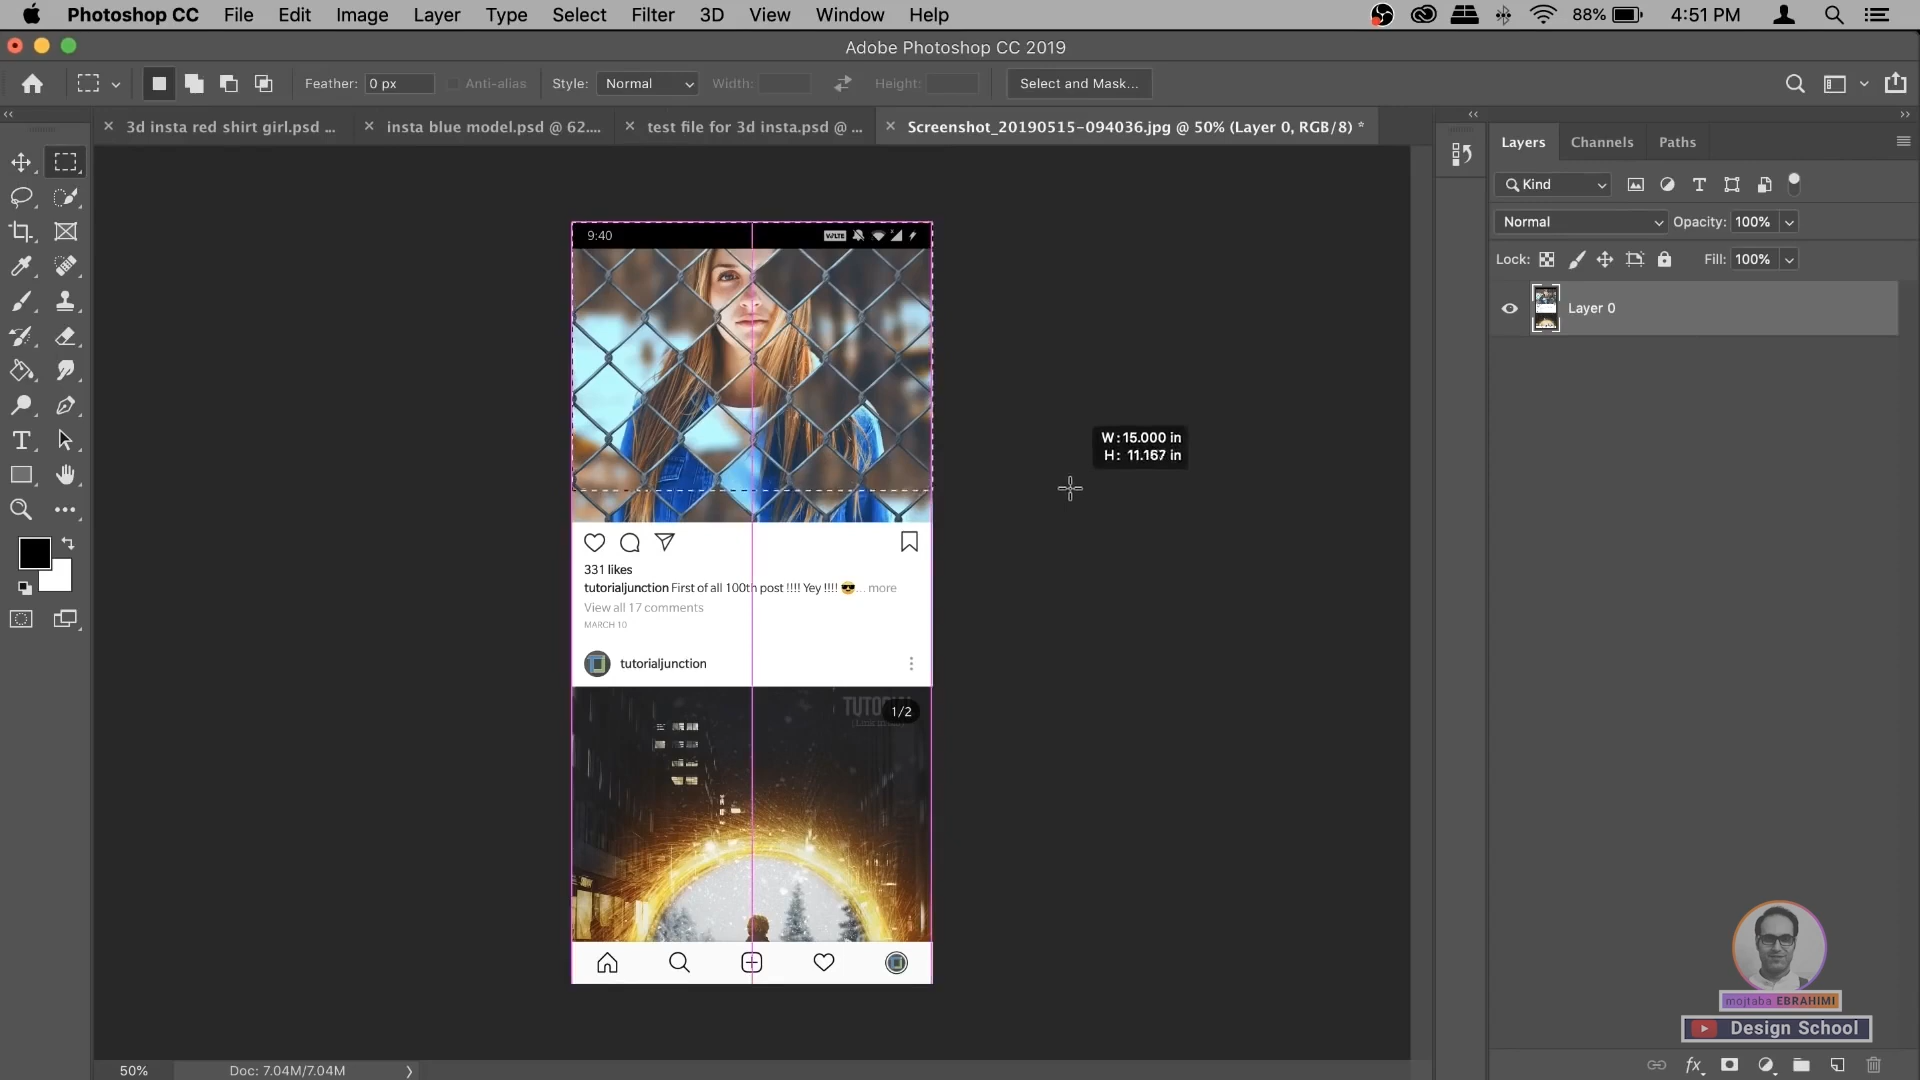 Photoshop CC File Edit Image Layer Type Select Filter 3D View Window Help 88% 4:51 PM
Adobe Photoshop CC 2019
Feather: 0 px Anti-alias Style: Normal Width: Height: Select and Mask...
3d insta red shirt girl.psd ... insta blue model.psd @ 62.... test file for 3d insta.psd @ ... Screenshot_20190515-094036.jpg @ 50% (Layer 0, RGB/8) *
Layers Channels Paths
Kind
Normal Opacity: 100%
Lock: Fill: 100%
Layer 0
9:40 VoLTE
W: 15.000 in
H: 11.167 in
331 likes
tutorialjunction First of all 100th post !!!! Yey !!!! 😎... more
View all 17 comments
MARCH 10
tutorialjunction
1/2
mojtaba EBRAHIMI
Design School
50% Doc: 7.04M/7.04M